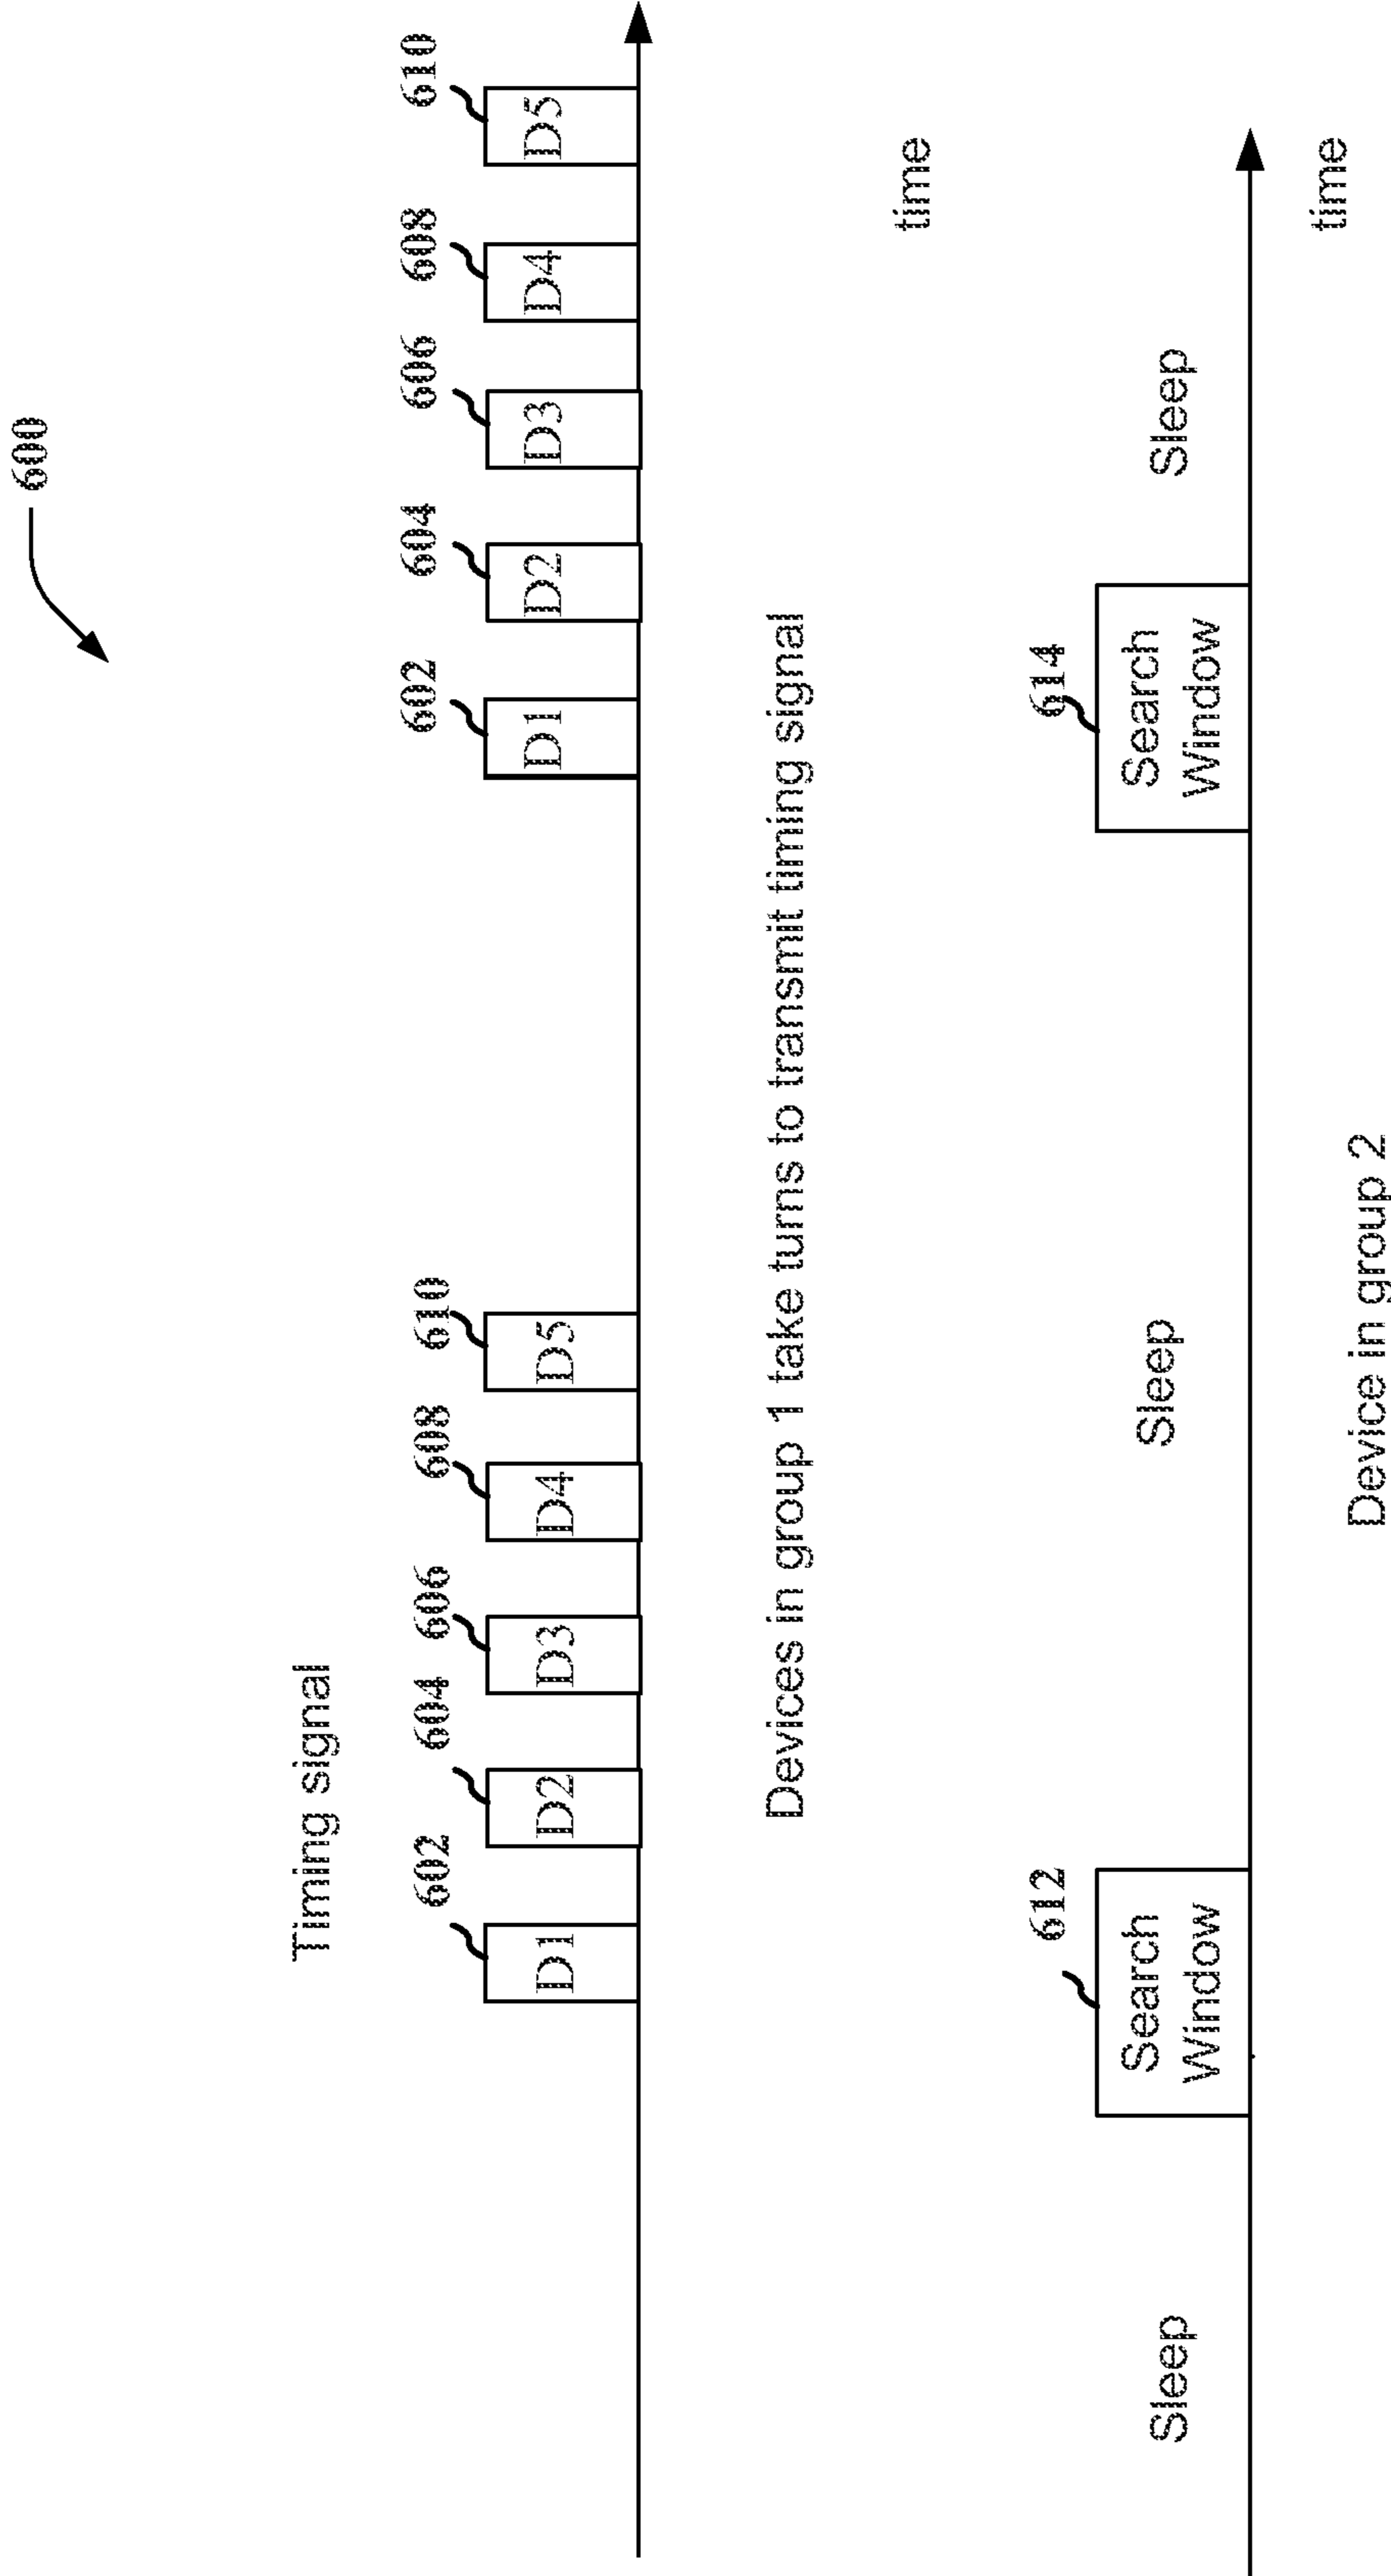 600
Timing signal
602 604 606 608 610 602 604 606 608 610
D1 D2 D3 D4 D5 D1 D2 D3 D4 D5
Devices in group 1 take turns to transmit timing signal
time
612 614
Sleep Search Window Sleep Search Window Sleep
time
Device in group 2